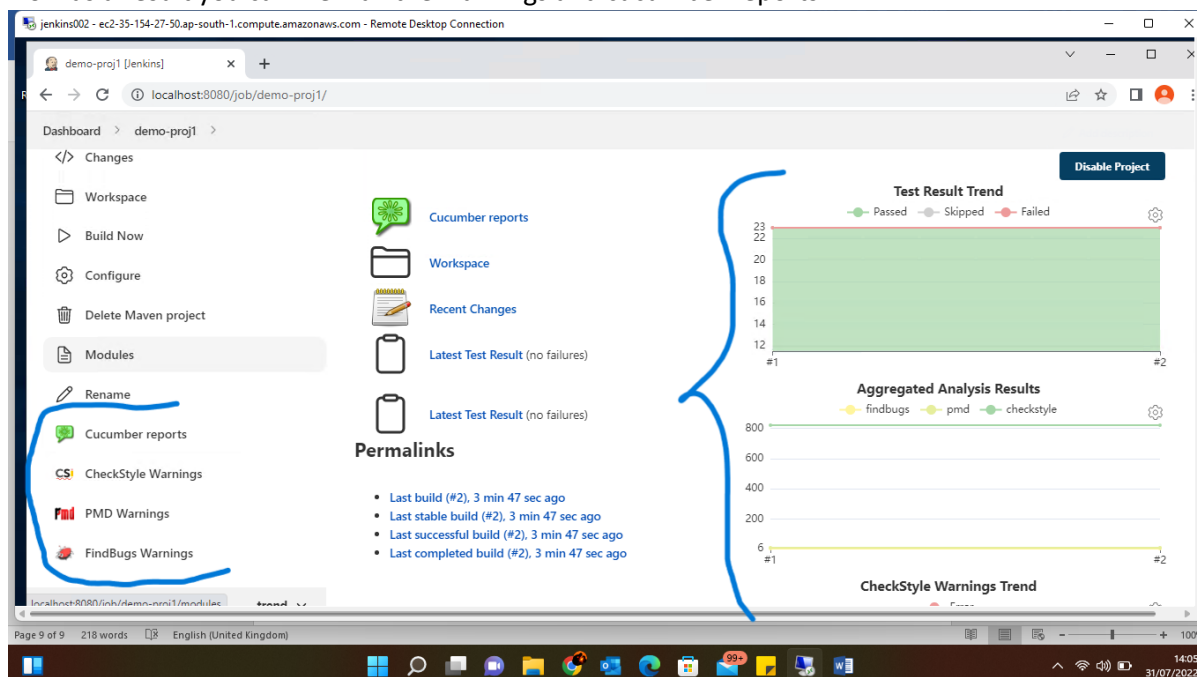 jenkins002 - ec2-35-154-27-50.ap-south-1.compute.amazonaws.com - Remote Desktop Connection
demo-proj1 [Jenkins]
localhost:8080/job/demo-proj1/
Dashboard > demo-proj1 >
Changes
Workspace
Build Now
Configure
Delete Maven project
Modules
Rename
Cucumber reports
CS
CheckStyle Warnings
PMD Warnings
FindBugs Warnings
localhost:8080/job/demo-proj1/modules
trend
Cucumber reports
Workspace
Recent Changes
Latest Test Result (no failures)
Latest Test Result (no failures)
Permalinks
Last build (#2), 3 min 47 sec ago
Last stable build (#2), 3 min 47 sec ago
Last successful build (#2), 3 min 47 sec ago
Last completed build (#2), 3 min 47 sec ago
Disable Project
Test Result Trend
Passed Skipped Failed
23
22
20
18
16
14
12
#1 #2
Aggregated Analysis Results
findbugs pmd checkstyle
800
600
400
200
6
#1 #2
CheckStyle Warnings Trend
Page 9 of 9 218 words English (United Kingdom)
99+
14:05